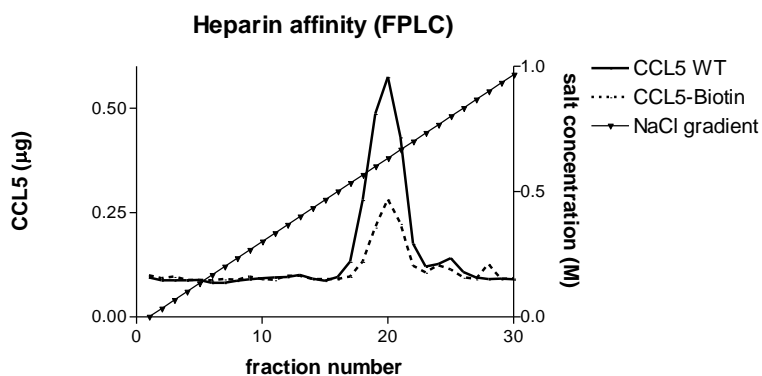 Heparin affinity (FPLC)
CCL5 WT
CCL5-Biotin
NaCl gradient
CCL5 (μg)
0.50
0.25
0.00
1.0
0.5
0.0
salt concentration (M)
0
10
20
30
fraction number